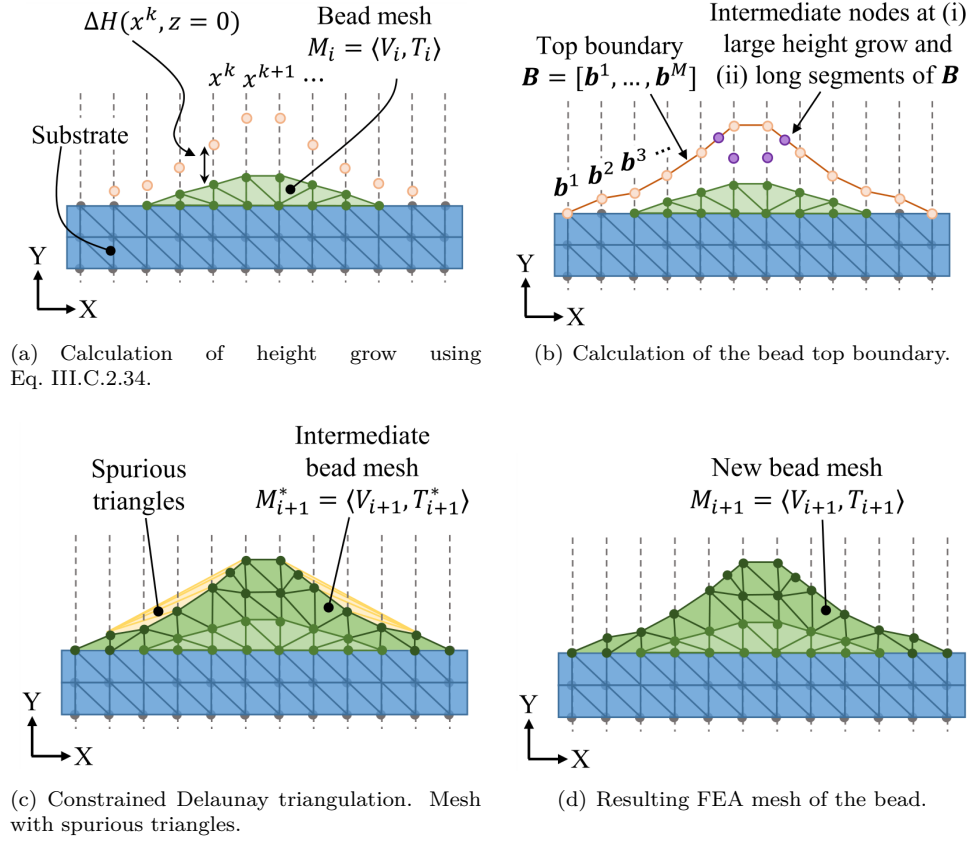 ΔH(x^k, z = 0)
Bead mesh
M_i = ⟨V_i, T_i⟩
x^k x^{k+1} ...
Substrate
Y
X
(a) Calculation of height grow using
Eq. III.C.2.34.
Intermediate nodes at (i)
large height grow and
(ii) long segments of B
Top boundary
B = [b^1, ..., b^M]
b^1 b^2 b^3 ...
Y
X
(b) Calculation of the bead top boundary.
Spurious
triangles
Intermediate
bead mesh
M^*_{i+1} = ⟨V_{i+1}, T^*_{i+1}⟩
Y
X
(c) Constrained Delaunay triangulation. Mesh
with spurious triangles.
New bead mesh
M_{i+1} = ⟨V_{i+1}, T_{i+1}⟩
Y
X
(d) Resulting FEA mesh of the bead.